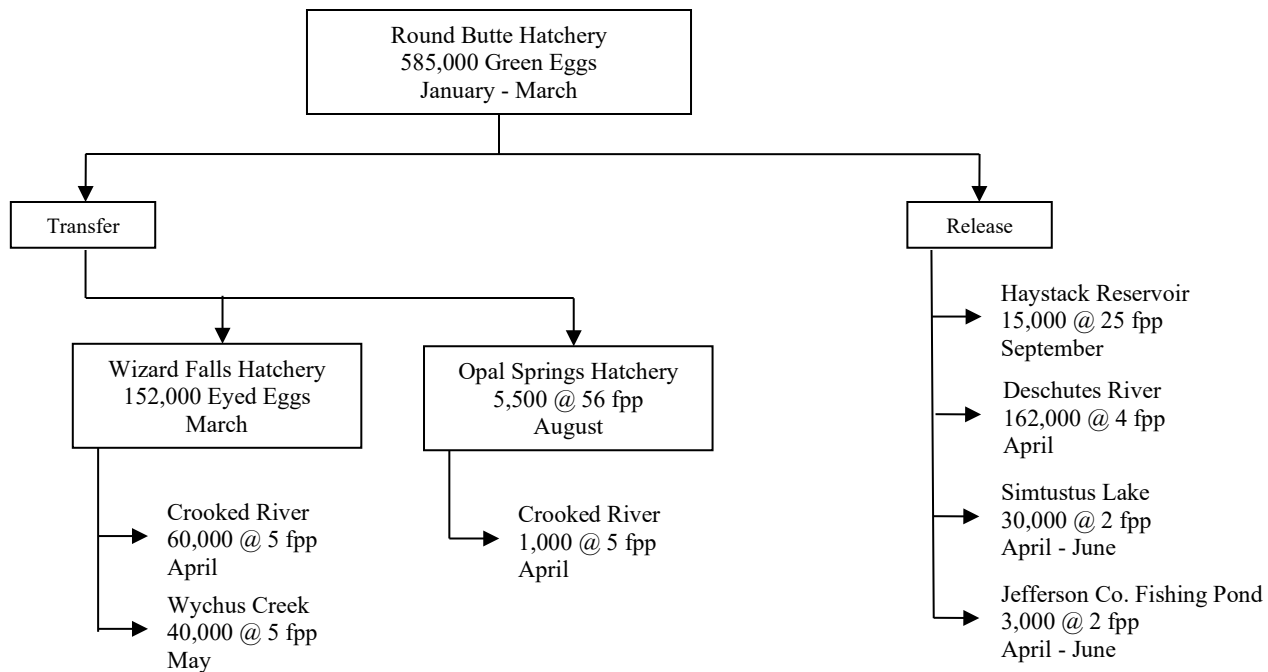 Round Butte Hatchery
585,000 Green Eggs
January - March
Transfer
Release
Wizard Falls Hatchery
152,000 Eyed Eggs
March
Opal Springs Hatchery
5,500 @ 56 fpp
August
Crooked River
60,000 @ 5 fpp
April
Wychus Creek
40,000 @ 5 fpp
May
Crooked River
1,000 @ 5 fpp
April
Haystack Reservoir
15,000 @ 25 fpp
September
Deschutes River
162,000 @ 4 fpp
April
Simtustus Lake
30,000 @ 2 fpp
April - June
Jefferson Co. Fishing Pond
3,000 @ 2 fpp
April - June